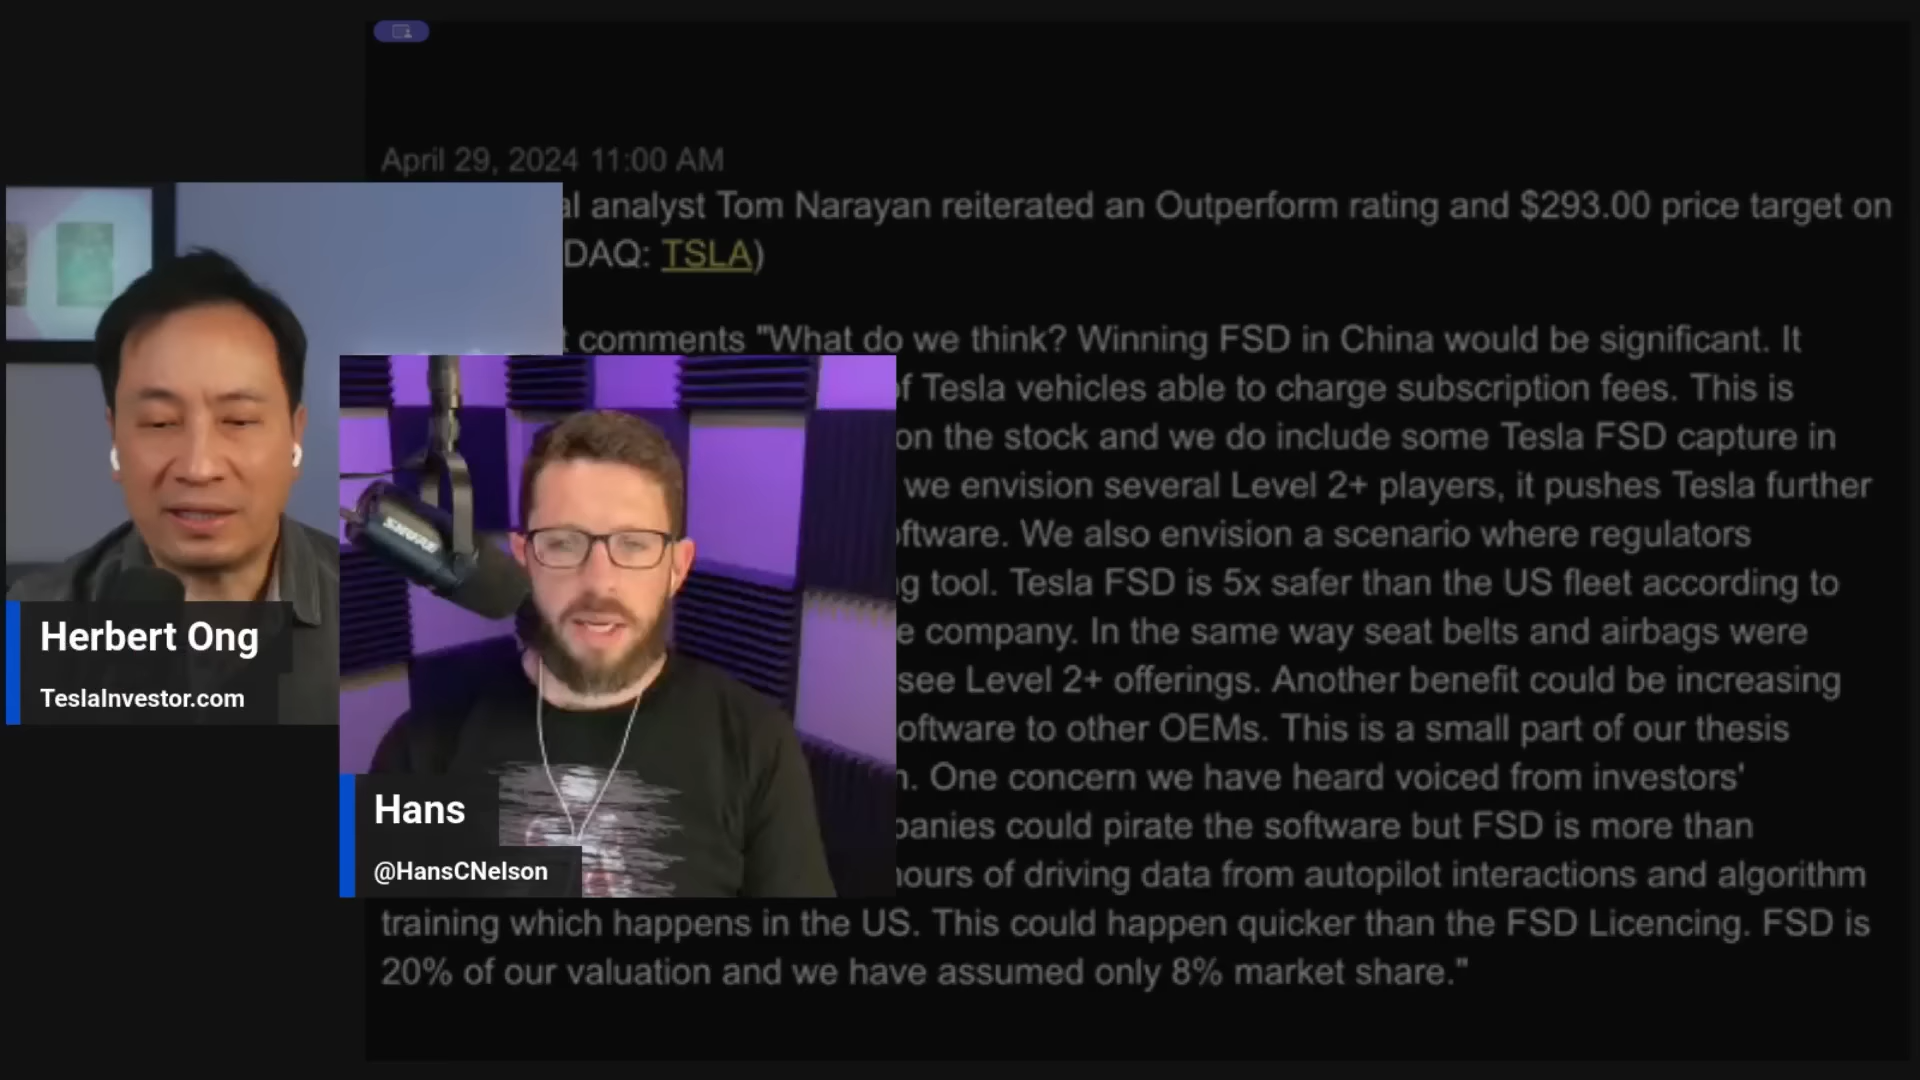 April 29, 2024 11:00 AM
al analyst Tom Narayan reiterated an Outperform rating and $293.00 price target on
DAQ: TSLA)
t comments "What do we think? Winning FSD in China would be significant. It
of Tesla vehicles able to charge subscription fees. This is
on the stock and we do include some Tesla FSD capture in
we envision several Level 2+ players, it pushes Tesla further
oftware. We also envision a scenario where regulators
g tool. Tesla FSD is 5x safer than the US fleet according to
e company. In the same way seat belts and airbags were
see Level 2+ offerings. Another benefit could be increasing
oftware to other OEMs. This is a small part of our thesis
n. One concern we have heard voiced from investors'
panies could pirate the software but FSD is more than
hours of driving data from autopilot interactions and algorithm
training which happens in the US. This could happen quicker than the FSD Licencing. FSD is
20% of our valuation and we have assumed only 8% market share."
Herbert Ong
TeslaInvestor.com
SHURE
Hans
@HansCNelson